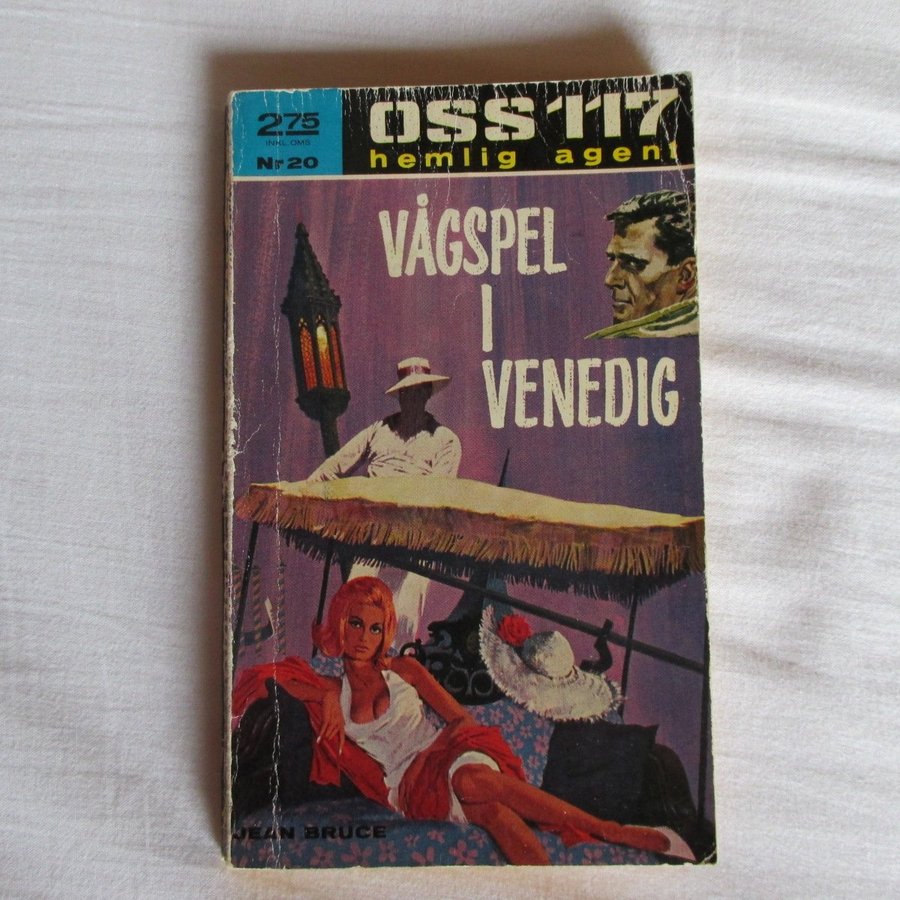 2.75
INKL. OMS
Nr 20
OSS 117
hemlig agent
VÅGSPEL
I
VENEDIG
JEAN BRUCE